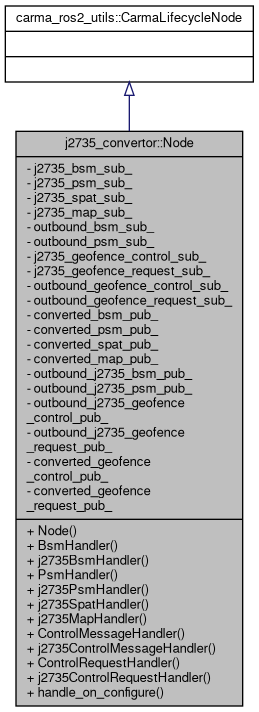 carma_ros2_utils::CarmaLifecycleNode
j2735_convertor::Node
- j2735_bsm_sub_
- j2735_psm_sub_
- j2735_spat_sub_
- j2735_map_sub_
- outbound_bsm_sub_
- outbound_psm_sub_
- j2735_geofence_control_sub_
- j2735_geofence_request_sub_
- outbound_geofence_control_sub_
- outbound_geofence_request_sub_
- converted_bsm_pub_
- converted_psm_pub_
- converted_spat_pub_
- converted_map_pub_
- outbound_j2735_bsm_pub_
- outbound_j2735_psm_pub_
- outbound_j2735_geofence
_control_pub_
- outbound_j2735_geofence
_request_pub_
- converted_geofence
_control_pub_
- converted_geofence
_request_pub_
+ Node()
+ BsmHandler()
+ j2735BsmHandler()
+ PsmHandler()
+ j2735PsmHandler()
+ j2735SpatHandler()
+ j2735MapHandler()
+ ControlMessageHandler()
+ j2735ControlMessageHandler()
+ ControlRequestHandler()
+ j2735ControlRequestHandler()
+ handle_on_configure()